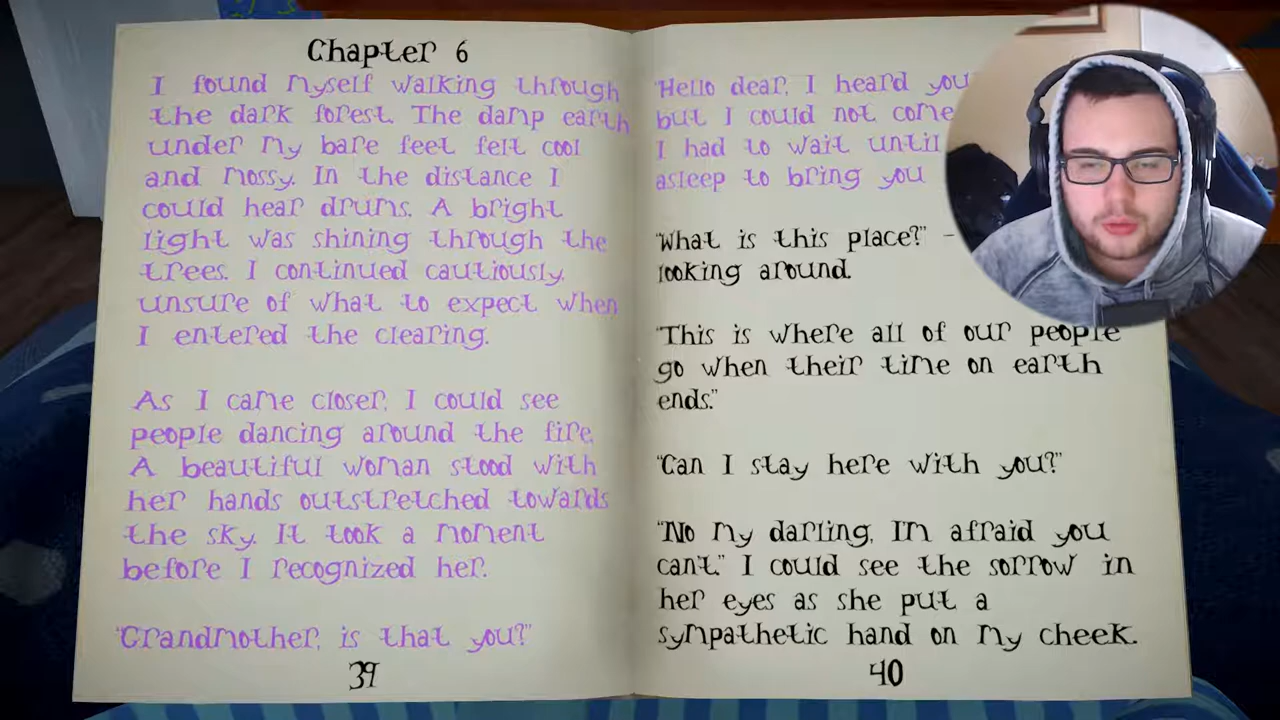 Chapter 6
I found myself walking through
the dark forest. The damp earth
under my bare feet felt cool
and mossy. In the distance I
could hear drums. A bright
light was shining through the
trees. I continued cautiously,
unsure of what to expect when
I entered the clearing.
As I came closer, I could see
people dancing around the fire.
A beautiful woman stood with
her hands outstretched towards
the sky. It took a moment
before I recognized her.
"Grandmother, is that you?"
39
"Hello dear, I heard you
but I could not come
I had to wait until
asleep to bring you
"What is this place?" -
looking around.
"This is where all of our people
go when their time on earth
ends."
"Can I stay here with you?"
"No my darling, I'm afraid you
can't." I could see the sorrow in
her eyes as she put a
sympathetic hand on my cheek.
40